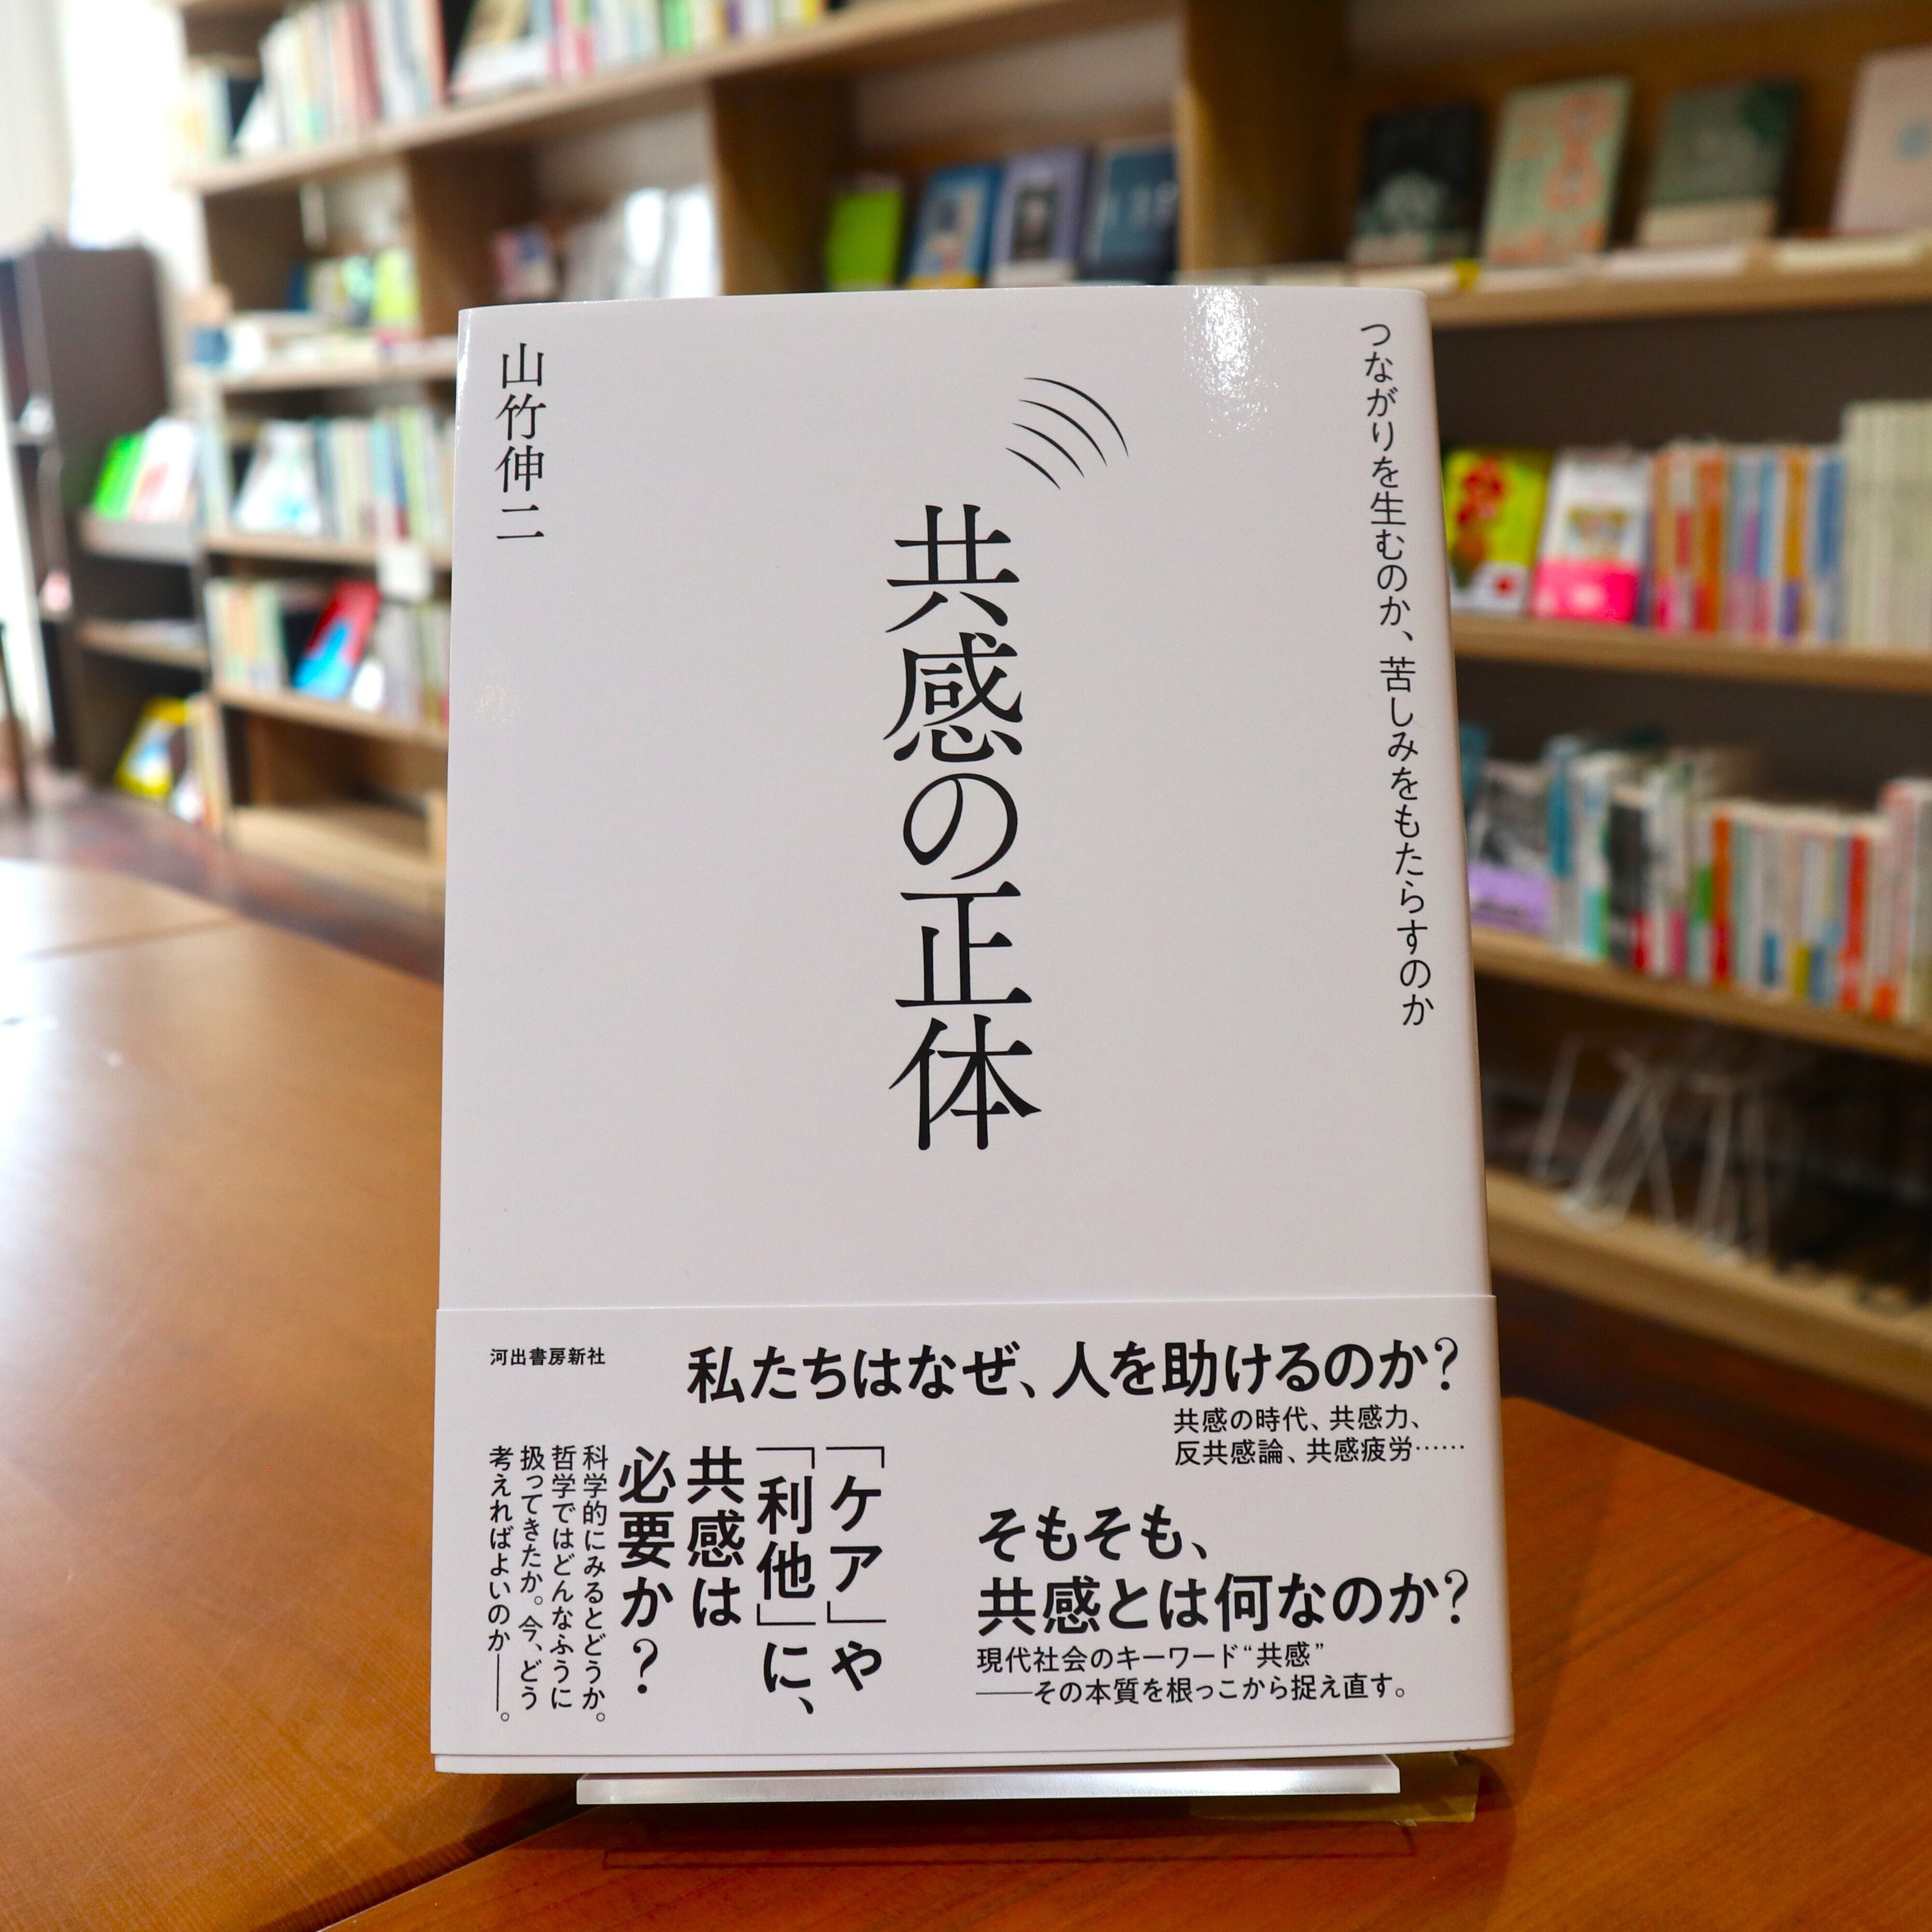 つながりを生むのか、苦しみをもたらすのか
共感の正体
山竹伸二
私たちはなぜ、人を助けるのか?
共感の時代、共感力、
反共感論、共感疲労……
そもそも、
共感とは何なのか?
現代社会のキーワード“共感”
――その本質を根っこから捉え直す。
「ケア」や
「利他」に、
共感は
必要か?
科学的にみるとどうか。
哲学ではどんなふうに
扱ってきたか。今、どう
考えればよいのか――。
河出書房新社